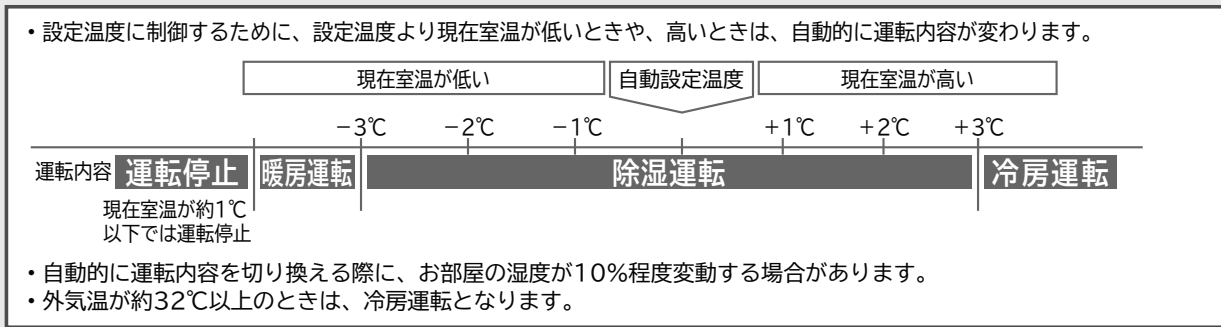 ・設定温度に制御するために、設定温度より現在室温が低いときや、高いときは、自動的に運転内容が変わります。
現在室温が低い 自動設定温度 現在室温が高い
−3℃ −2℃ −1℃ +1℃ +2℃ +3℃
運転内容 運転停止 暖房運転 除湿運転 冷房運転
現在室温が約1℃
以下では運転停止
・自動的に運転内容を切り換える際に、お部屋の湿度が10%程度変動する場合があります。
・外気温が約32℃以上のときは、冷房運転となります。